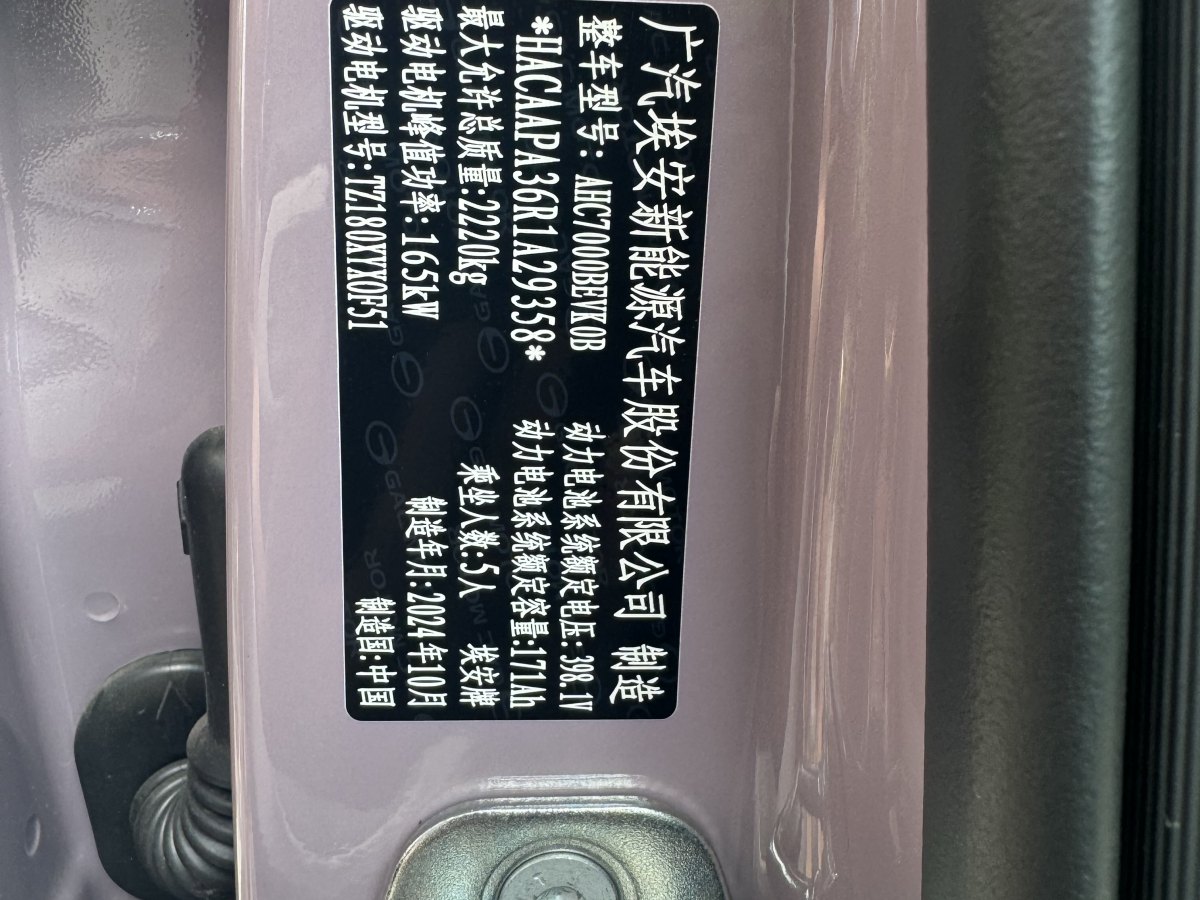 广汽埃安新能源汽车股份有限公司 制造
整车型号: AHC7000BEVK0B 动力电池系统额定电压: 398.1V
*HACAAPA36R1A29358* 动力电池系统额定容量:171Ah
最大允许总质量:2220kg 乘坐人数:5人 埃安牌
驱动电机峰值功率:165kW 制造年月:2024年10月
驱动电机型号:TZ180XYX0F51 制造国:中国